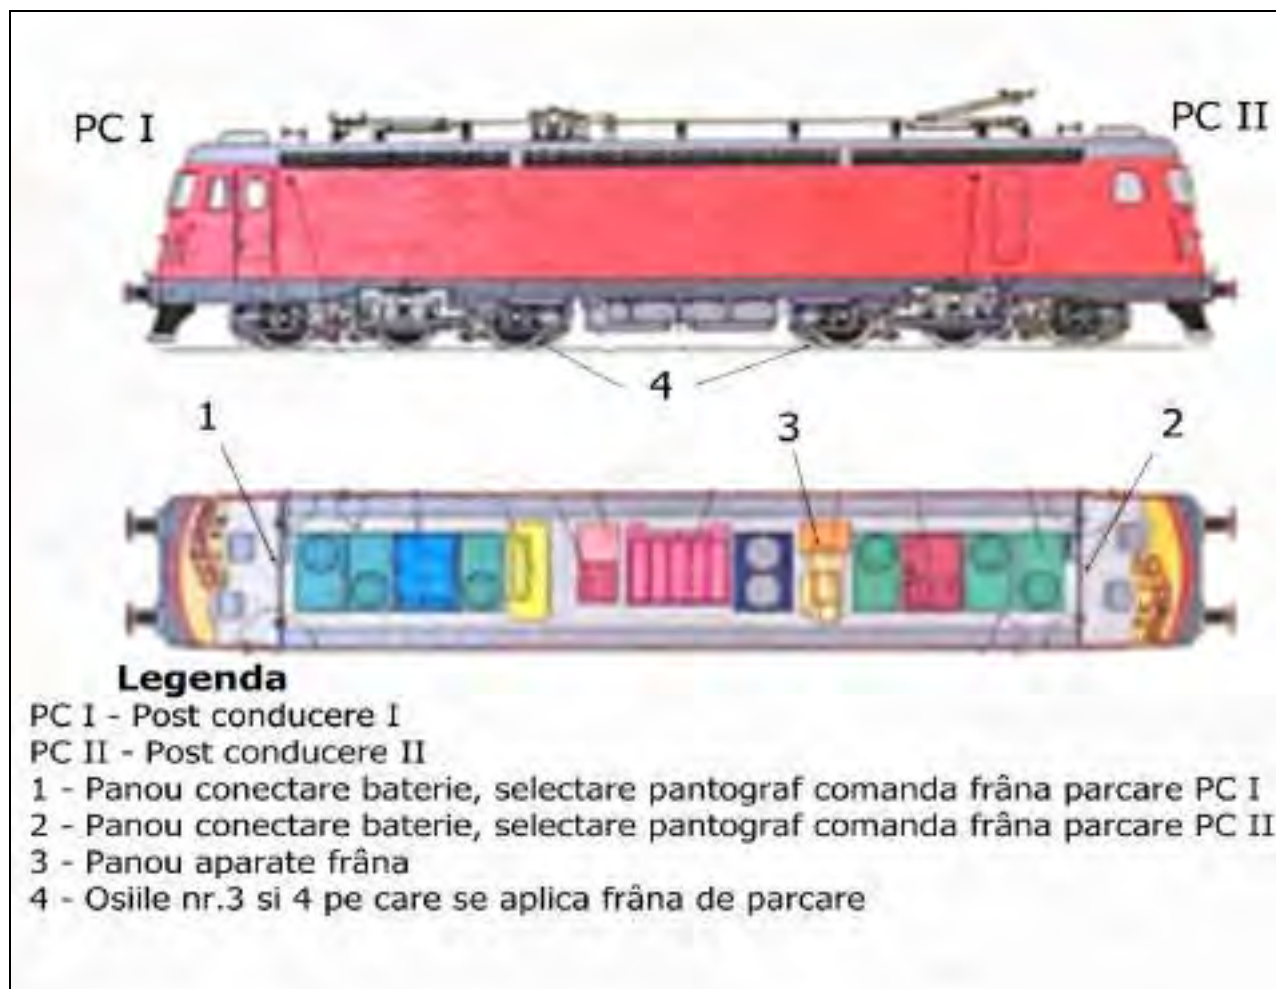 PC I
PC II
4
1
3
2
Legenda
PC I - Post conducere I
PC II - Post conducere II
1 - Panou conectare baterie, selectare pantograf comanda frâna parcare PC I
2 - Panou conectare baterie, selectare pantograf comanda frâna parcare PC II
3 - Panou aparate frâna
4 - Osiile nr.3 si 4 pe care se aplica frâna de parcare